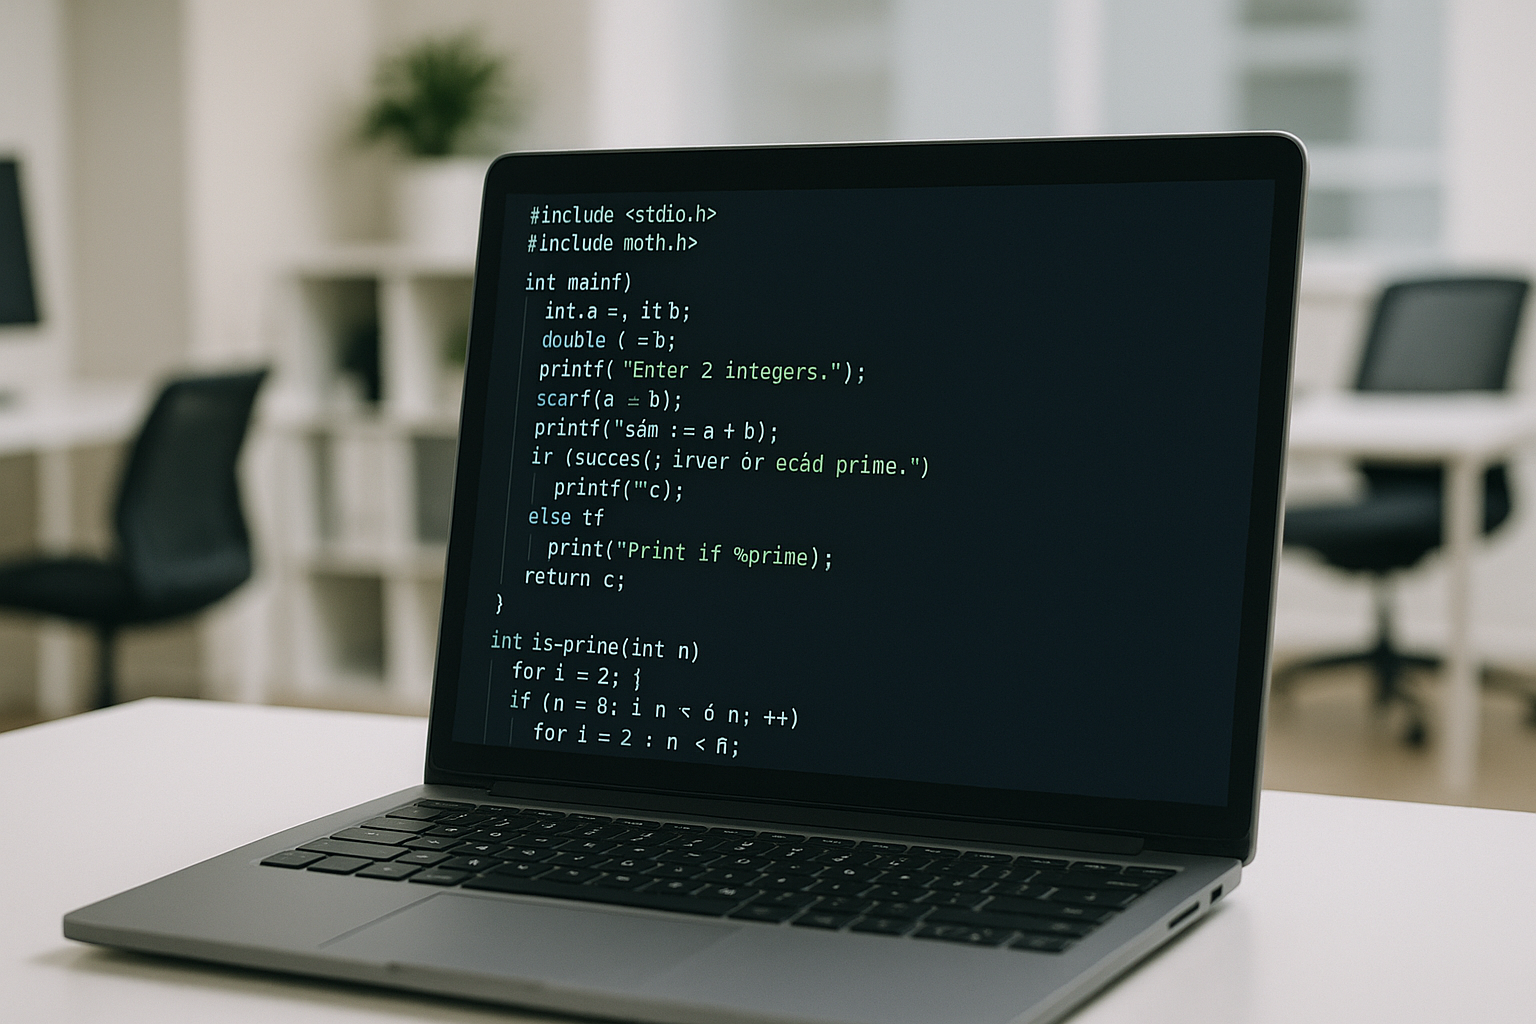 #include <stdio.h>
#include moth.h>
int mainf)
int.a =, it b;
double ( = b;
printf( "Enter 2 integers.");
scarf(a = b);
printf("sám := a + b);
ir (succes(; irver ór ecád prime.")
printf("'c);
else tf
print("Print if %prime);
return c;
}
int is-prine(int n)
for i = 2; {
if (n = 8: i n < ó n; ++)
for i = 2 : n < ñ;